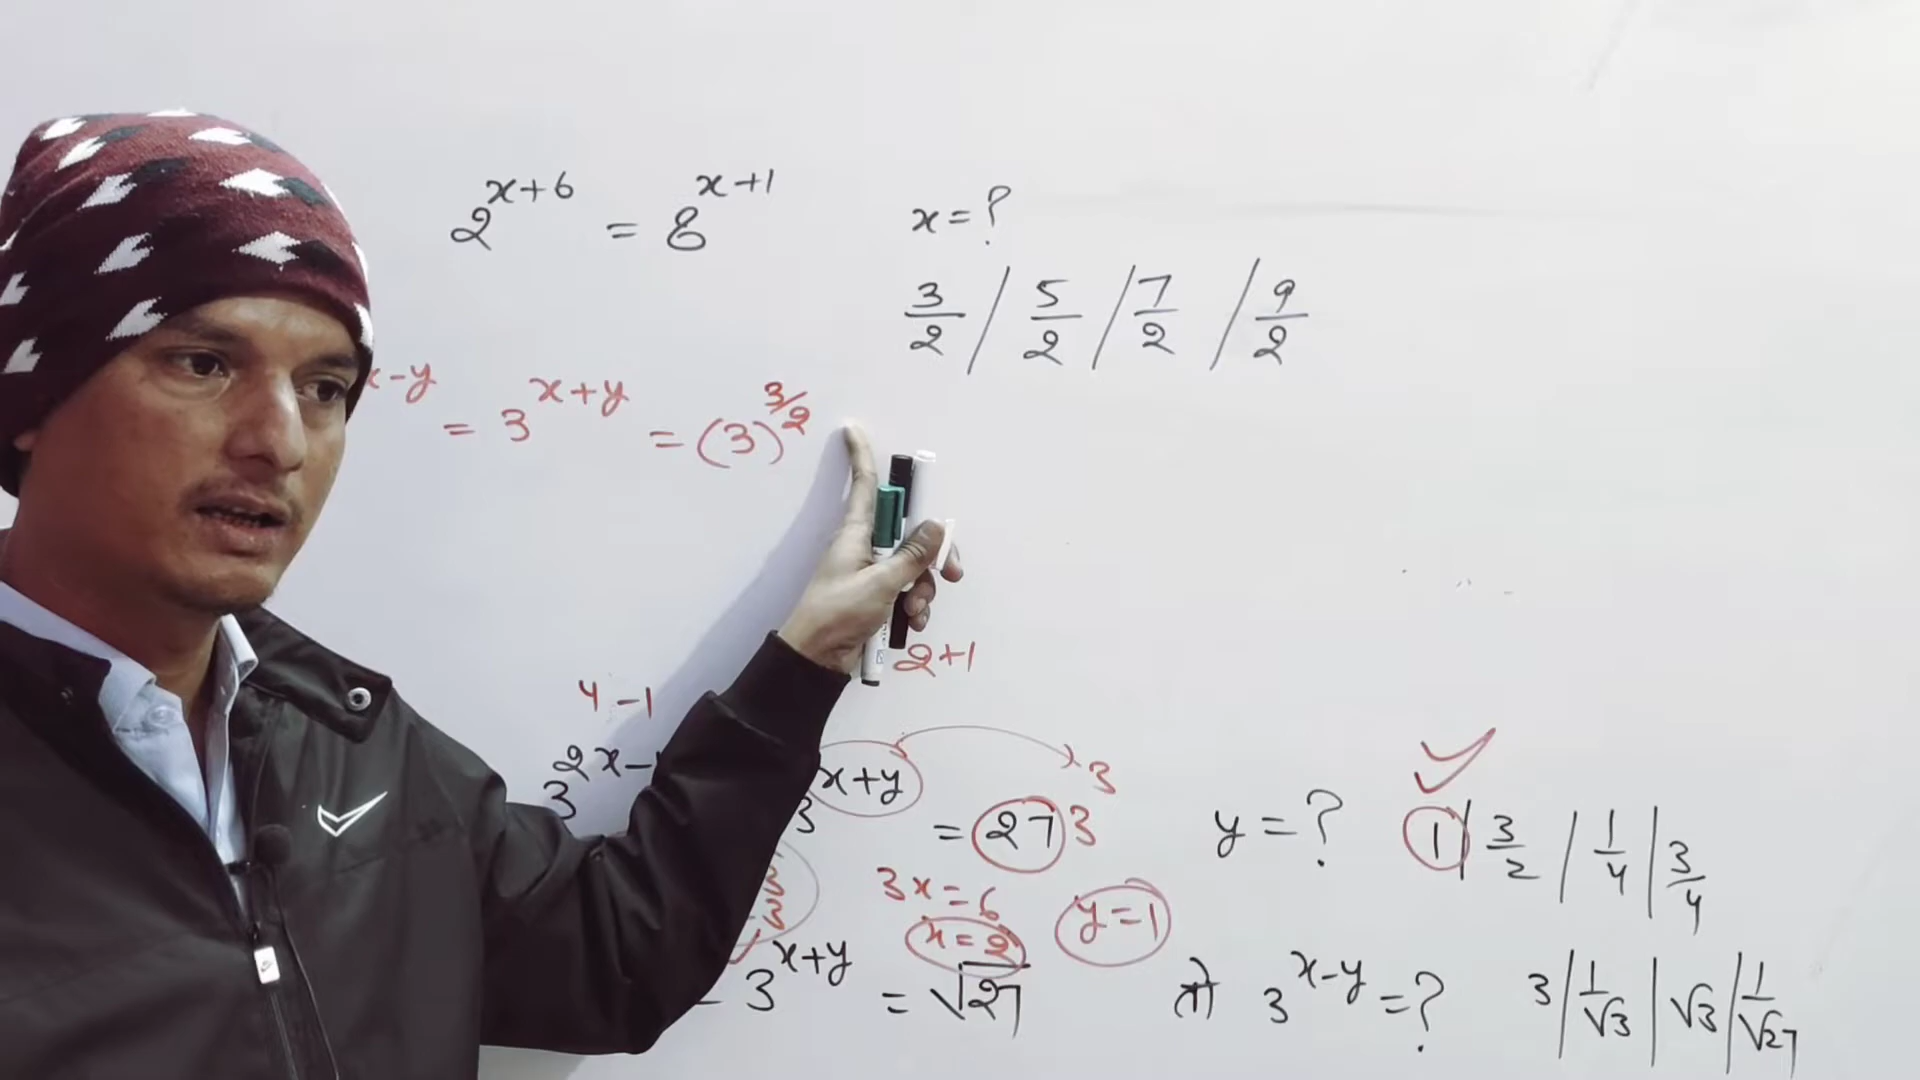 2^{x+6} = 8^{x+1}
x = ?
3/2 / 5/2 / 7/2 / 9/2
x-y = 3^{x+y} = (3)^{3/2}
2+1
4-1
3^{2x-
3^{x+y} = 27 3 3
y = ? 1 | 3/2 / 1/4 | 3/4
3x = 6
x = 2
y = 1
3^{x+y} = √27 तो 3^{x-y} = ? 3 | 1/√3 | √3 | 1/√27